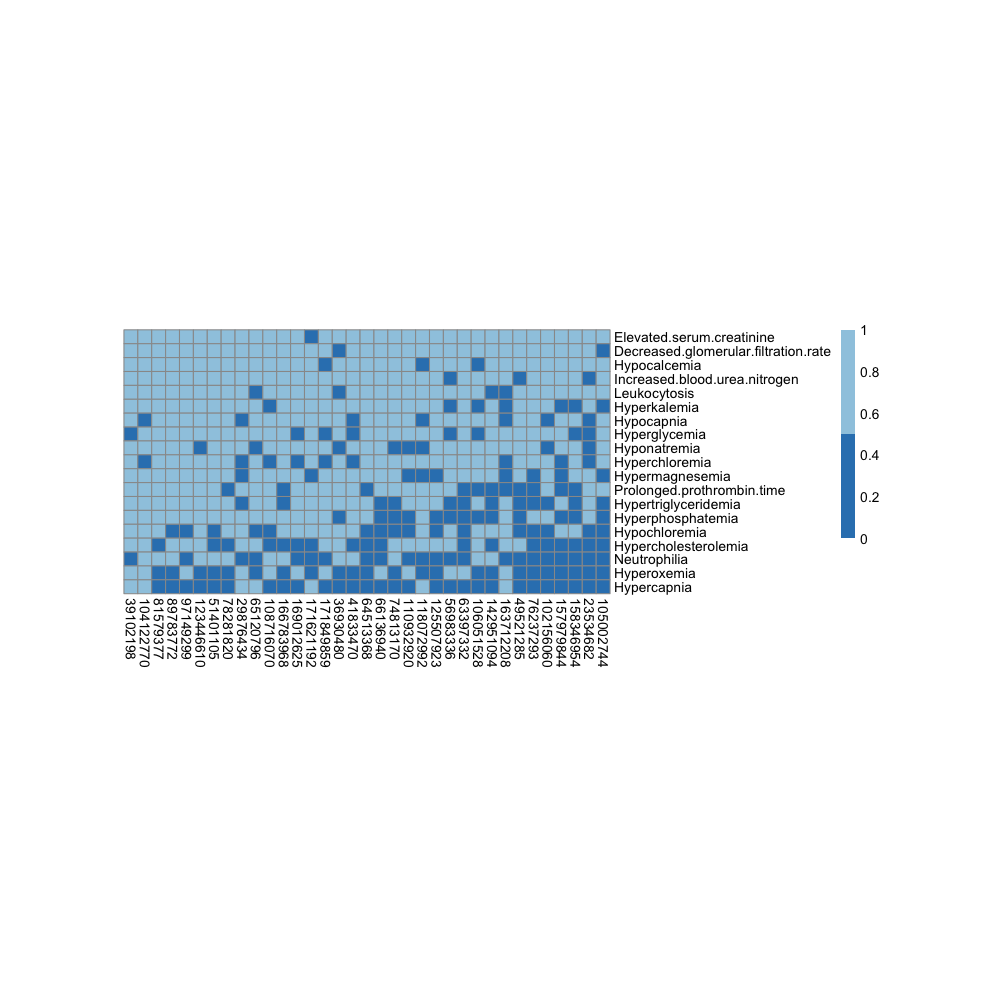 Elevated.serum.creatinine
Decreased.glomerular.filtration.rate
Hypocalcemia
Increased.blood.urea.nitrogen
Leukocytosis
Hyperkalemia
Hypocapnia
Hyperglycemia
Hyponatremia
Hyperchloremia
Hypermagnesemia
Prolonged.prothrombin.time
Hypertriglyceridemia
Hyperphosphatemia
Hypochloremia
Hypercholesterolemia
Neutrophilia
Hyperoxemia
Hypercapnia
1
0.8
0.6
0.4
0.2
0
39102198
104122770
81579377
89783772
97149299
123446610
51401105
78281820
29876434
65120796
108716070
166783968
169012625
171621192
171849859
36930480
41833470
64513368
66136940
74813170
110932920
118072992
125507923
56983336
63397332
106051528
142951094
163712208
49521285
76237293
102156060
157979844
158346954
23534682
105002744